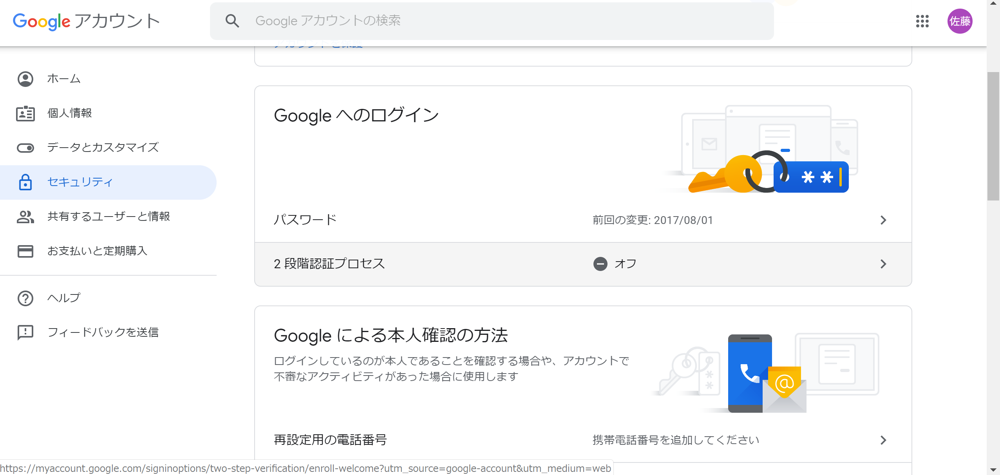 Google アカウント
Google アカウントの検索
佐藤
アカウントを保護
ホーム
個人情報
データとカスタマイズ
セキュリティ
共有するユーザーと情報
お支払いと定期購入
ヘルプ
フィードバックを送信
Google へのログイン
**
パスワード
前回の変更: 2017/08/01
2 段階認証プロセス
オフ
Google による本人確認の方法
ログインしているのが本人であることを確認する場合や、アカウントで
不審なアクティビティがあった場合に使用します
@
再設定用の電話番号
携帯電話番号を追加してください
https://myaccount.google.com/signinoptions/two-step-verification/enroll-welcome?utm_source=google-account&utm_medium=web